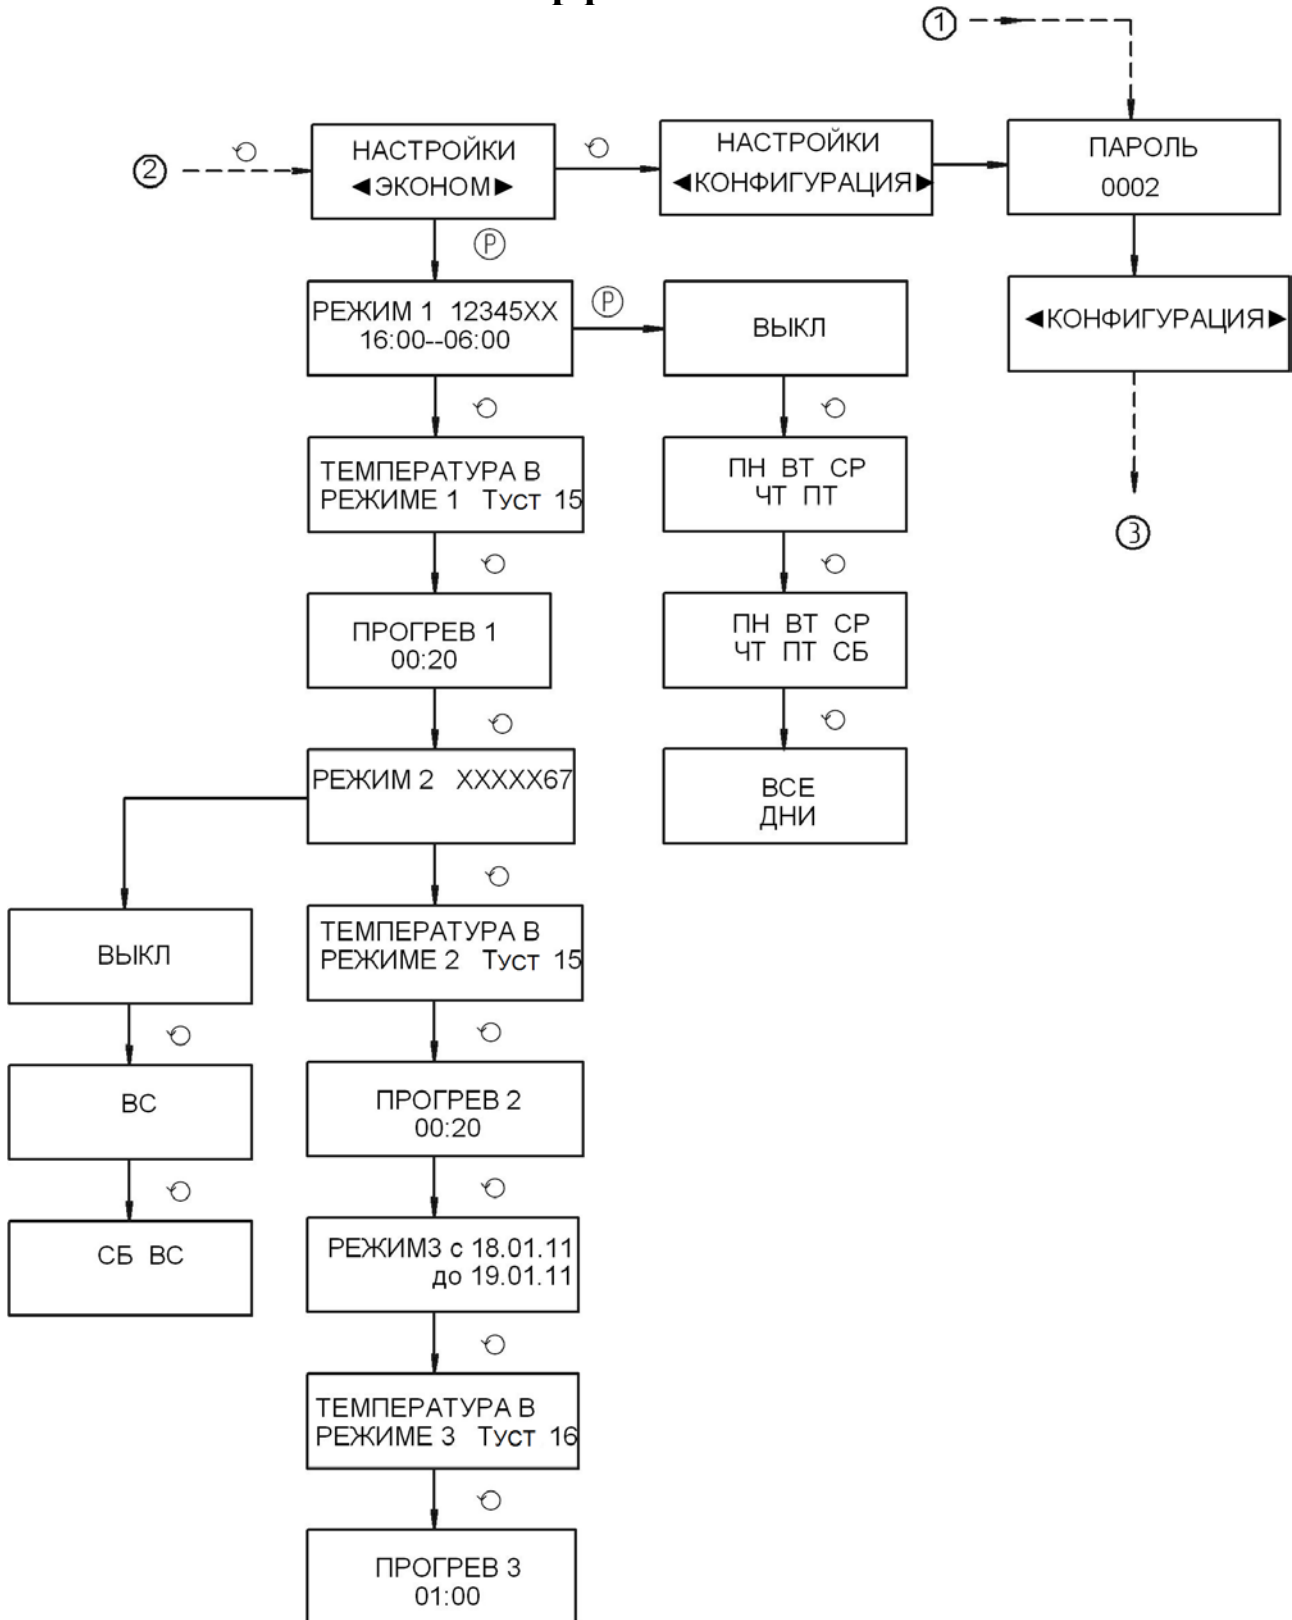 1
2
НАСТРОЙКИ
◄ЭКОНОМ►
НАСТРОЙКИ
◄КОНФИГУРАЦИЯ►
ПАРОЛЬ
0002
P
РЕЖИМ 1 12345XX
16:00--06:00
P
ВЫКЛ
◄КОНФИГУРАЦИЯ►
ТЕМПЕРАТУРА В
РЕЖИМЕ 1 Туст 15
ПН ВТ СР
ЧТ ПТ
3
ПРОГРЕВ 1
00:20
ПН ВТ СР
ЧТ ПТ СБ
РЕЖИМ 2 XXXXX67
ВСЕ
ДНИ
ВЫКЛ
ТЕМПЕРАТУРА В
РЕЖИМЕ 2 Туст 15
ВС
ПРОГРЕВ 2
00:20
СБ ВС
РЕЖИМ3 с 18.01.11
до 19.01.11
ТЕМПЕРАТУРА В
РЕЖИМЕ 3 Туст 16
ПРОГРЕВ 3
01:00